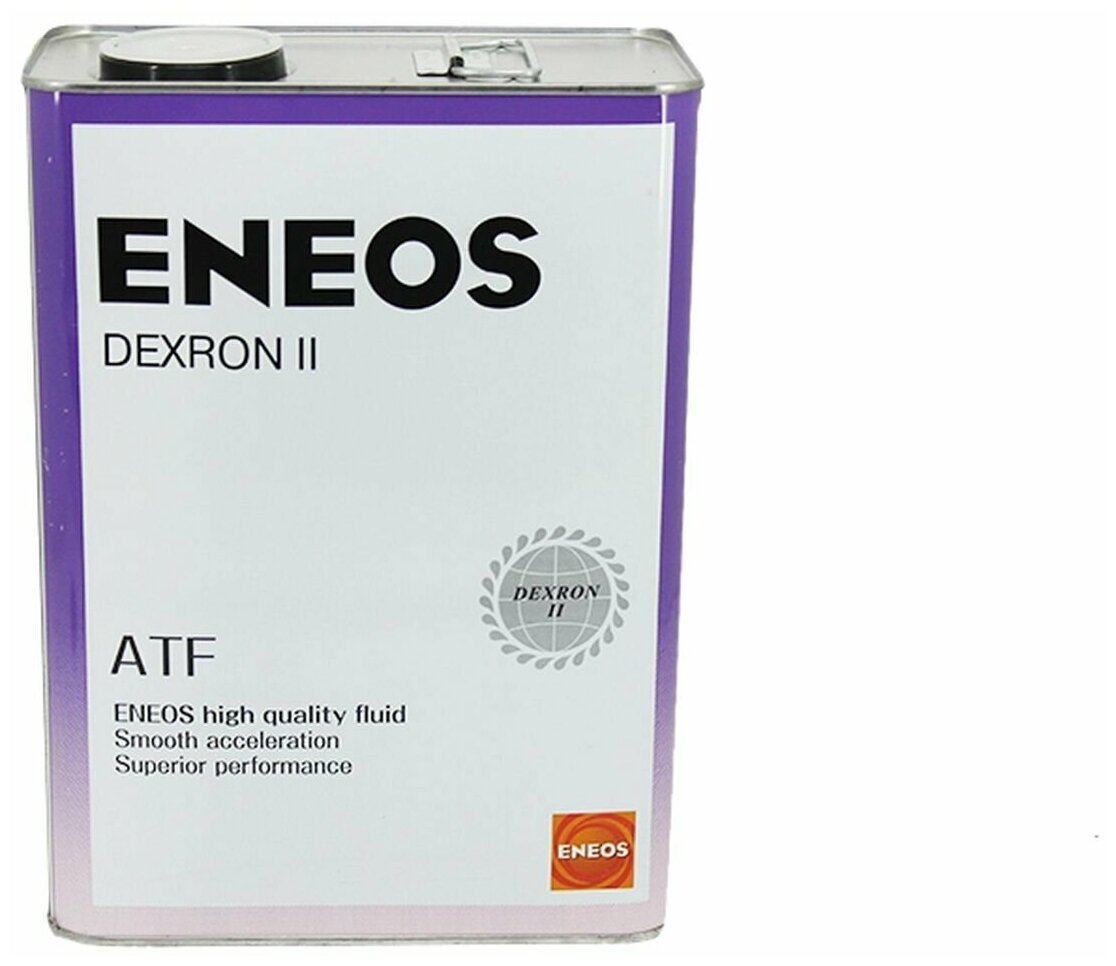 ENEOS
DEXRON II
DEXRON
II
ATF
ENEOS high quality fluid
Smooth acceleration
Superior performance
ENEOS